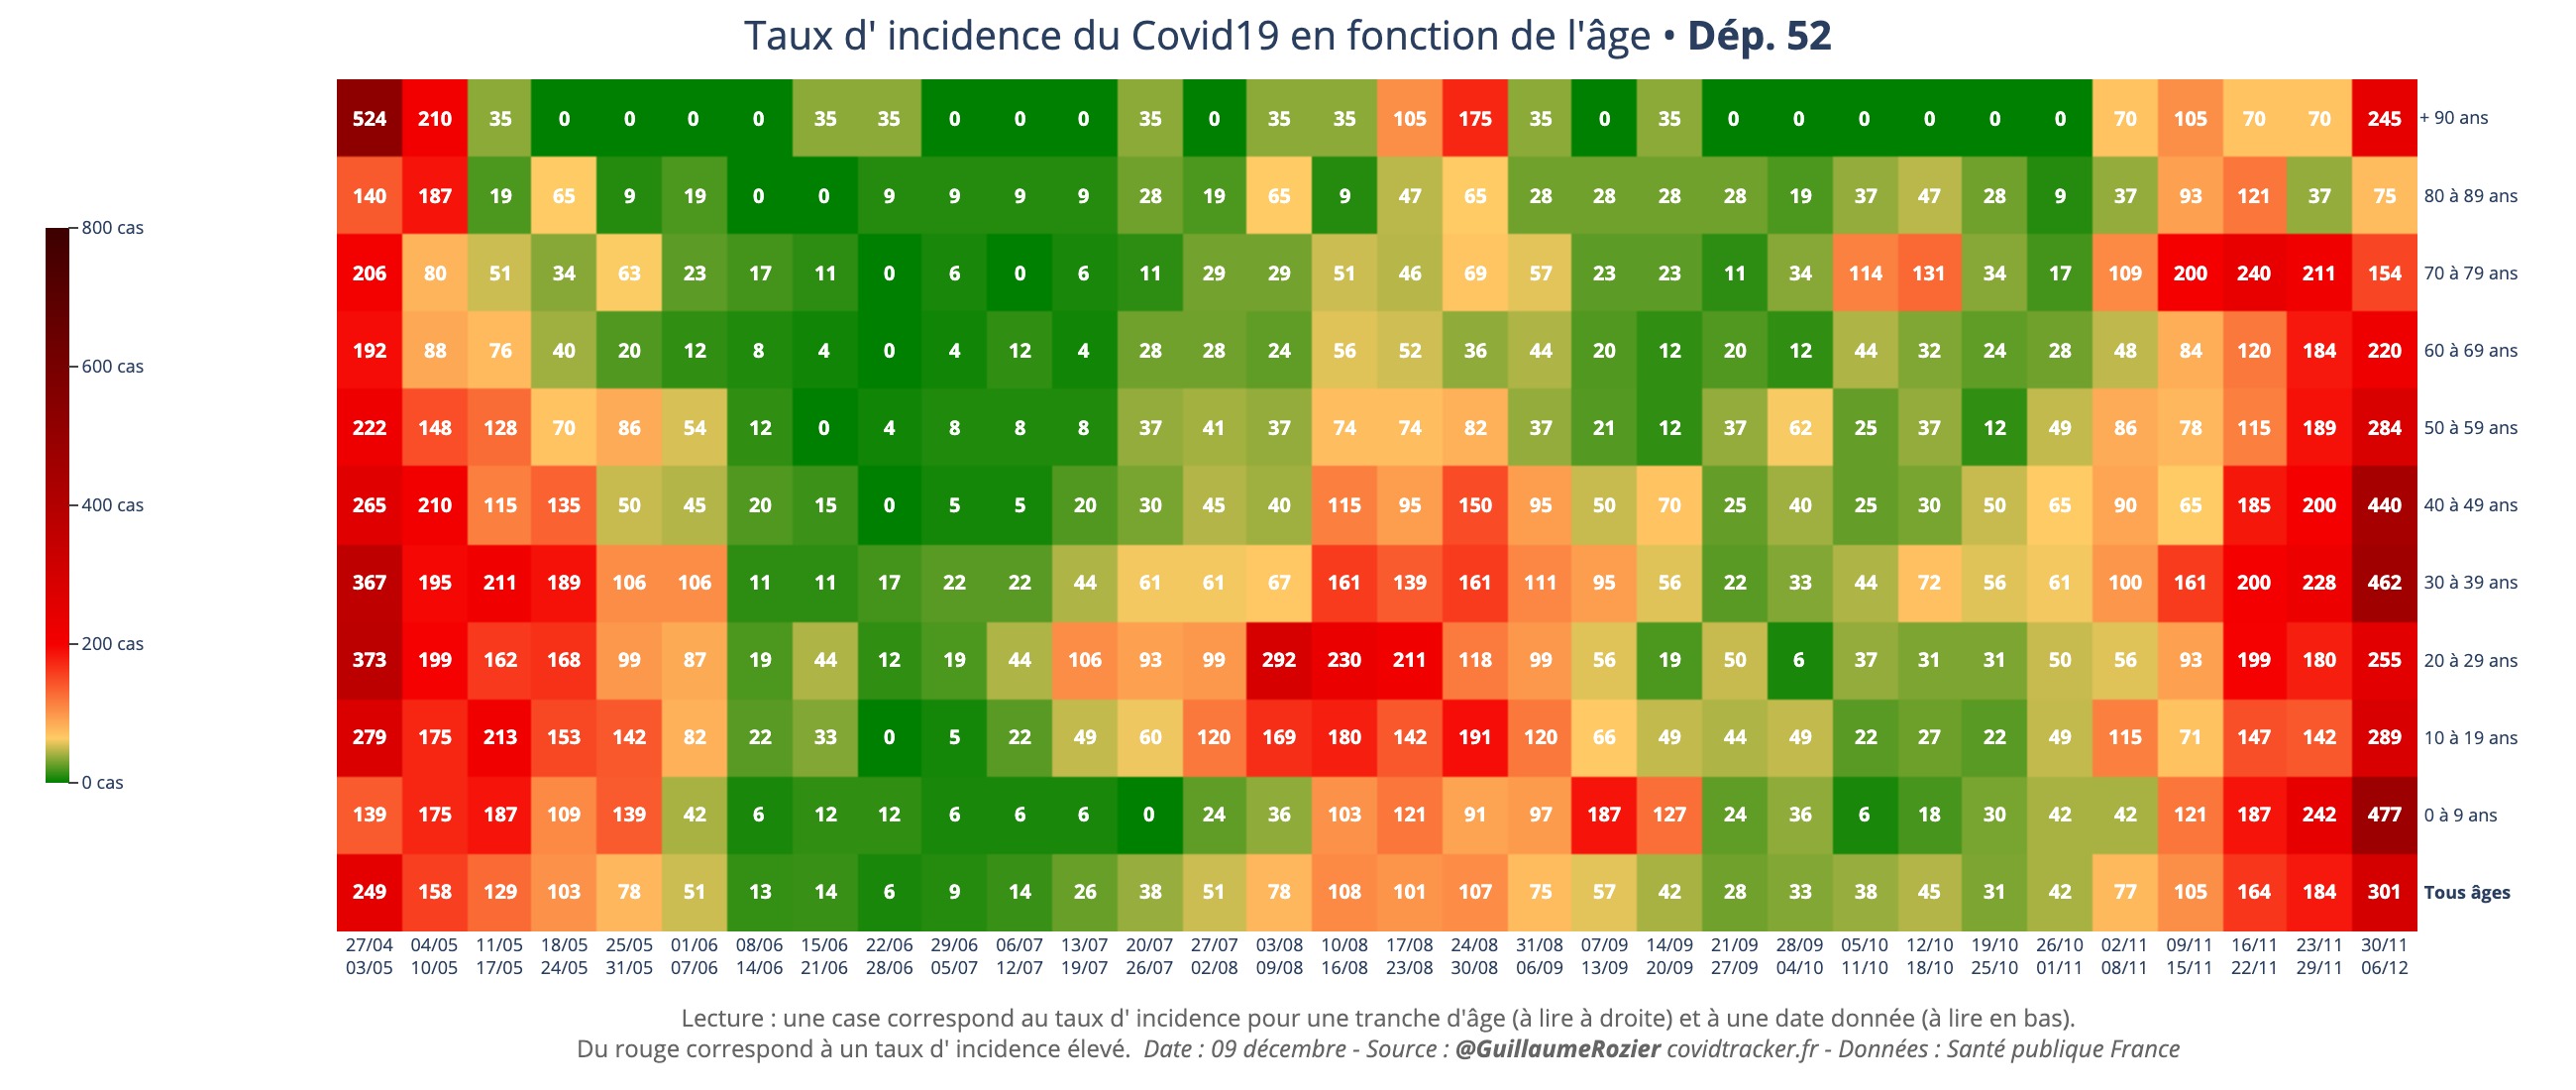 Taux d' incidence du Covid19 en fonction de l'âge • Dép. 52
800 cas
600 cas
400 cas
200 cas
0 cas
524 210 35 0 0 0 0 35 35 0 0 0 35 0 35 35 105 175 35 0 35 0 0 0 0 0 0 70 105 70 70 245 + 90 ans
140 187 19 65 9 19 0 0 9 9 9 9 28 19 65 9 47 65 28 28 28 28 19 37 47 28 9 37 93 121 37 75 80 à 89 ans
206 80 51 34 63 23 17 11 0 6 0 6 11 29 29 51 46 69 57 23 23 11 34 114 131 34 17 109 200 240 211 154 70 à 79 ans
192 88 76 40 20 12 8 4 0 4 12 4 28 28 24 56 52 36 44 20 12 20 12 44 32 24 28 48 84 120 184 220 60 à 69 ans
222 148 128 70 86 54 12 0 4 8 8 8 37 41 37 74 74 82 37 21 12 37 62 25 37 12 49 86 78 115 189 284 50 à 59 ans
265 210 115 135 50 45 20 15 0 5 5 20 30 45 40 115 95 150 95 50 70 25 40 25 30 50 65 90 65 185 200 440 40 à 49 ans
367 195 211 189 106 106 11 11 17 22 22 44 61 61 67 161 139 161 111 95 56 22 33 44 72 56 61 100 161 200 228 462 30 à 39 ans
373 199 162 168 99 87 19 44 12 19 44 106 93 99 292 230 211 118 99 56 19 50 6 37 31 31 50 56 93 199 180 255 20 à 29 ans
279 175 213 153 142 82 22 33 0 5 22 49 60 120 169 180 142 191 120 66 49 44 49 22 27 22 49 115 71 147 142 289 10 à 19 ans
139 175 187 109 139 42 6 12 12 6 6 6 0 24 36 103 121 91 97 187 127 24 36 6 18 30 42 42 121 187 242 477 0 à 9 ans
249 158 129 103 78 51 13 14 6 9 14 26 38 51 78 108 101 107 75 57 42 28 33 38 45 31 42 77 105 164 184 301 Tous âges
27/04 04/05 11/05 18/05 25/05 01/06 08/06 15/06 22/06 29/06 06/07 13/07 20/07 27/07 03/08 10/08 17/08 24/08 31/08 07/09 14/09 21/09 28/09 05/10 12/10 19/10 26/10 02/11 09/11 16/11 23/11 30/11
03/05 10/05 17/05 24/05 31/05 07/06 14/06 21/06 28/06 05/07 12/07 19/07 26/07 02/08 09/08 16/08 23/08 30/08 06/09 13/09 20/09 27/09 04/10 11/10 18/10 25/10 01/11 08/11 15/11 22/11 29/11 06/12
Lecture : une case correspond au taux d' incidence pour une tranche d'âge (à lire à droite) et à une date donnée (à lire en bas).
Du rouge correspond à un taux d' incidence élevé. Date : 09 décembre - Source : @GuillaumeRozier covidtracker.fr - Données : Santé publique France